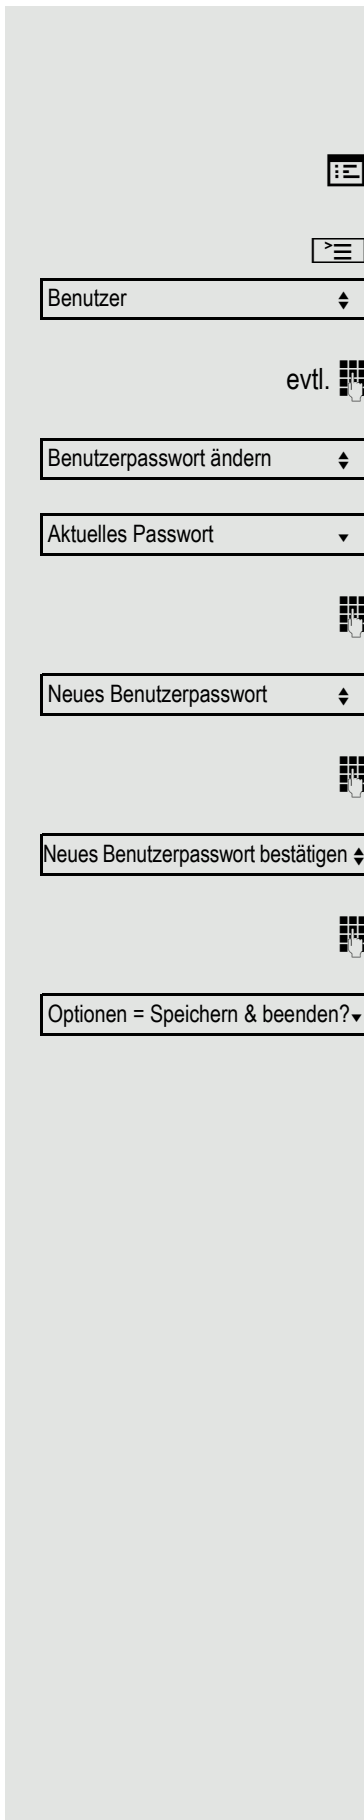 Benutzer
evtl.
Benutzerpasswort ändern
Aktuelles Passwort
Neues Benutzerpasswort
Neues Benutzerpasswort bestätigen
Optionen = Speichern & beenden?